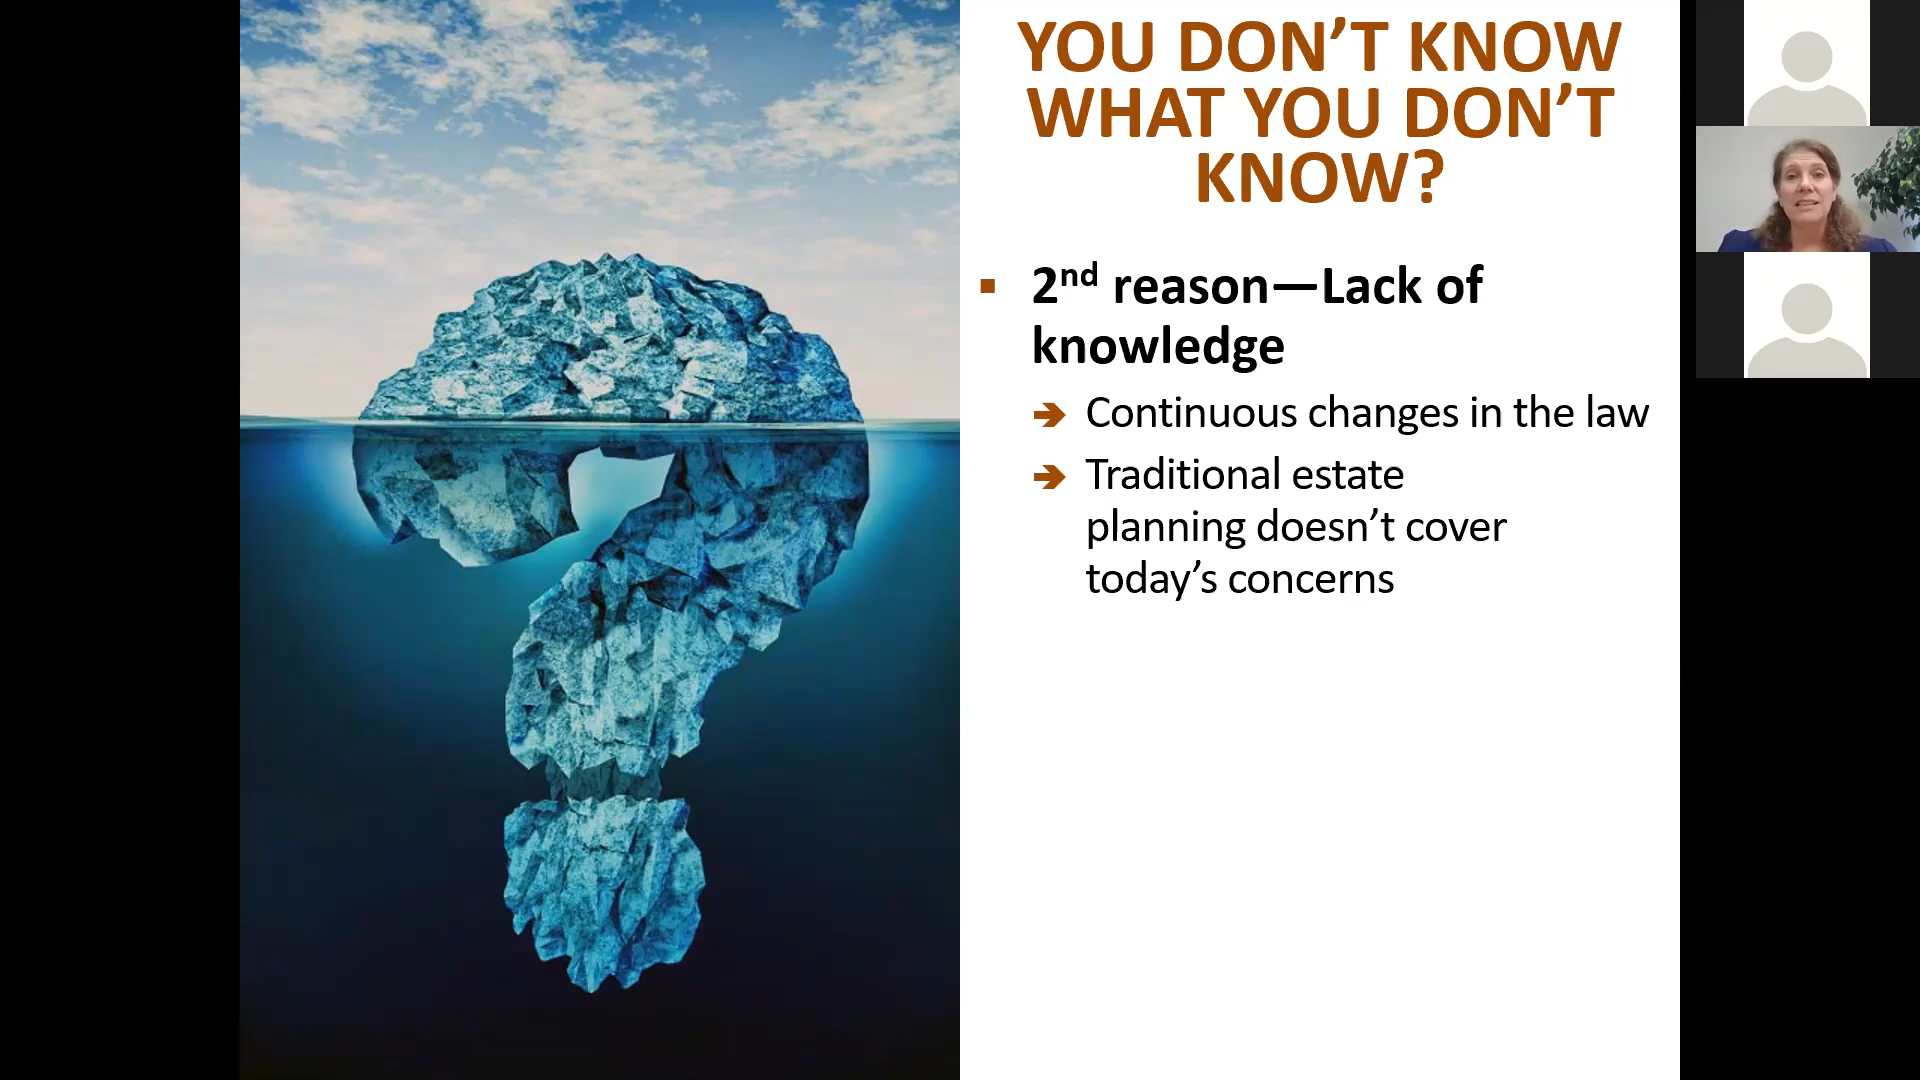 YOU DON’T KNOW
WHAT YOU DON’T
KNOW?
2nd reason—Lack of
knowledge
Continuous changes in the law
Traditional estate
planning doesn’t cover
today’s concerns